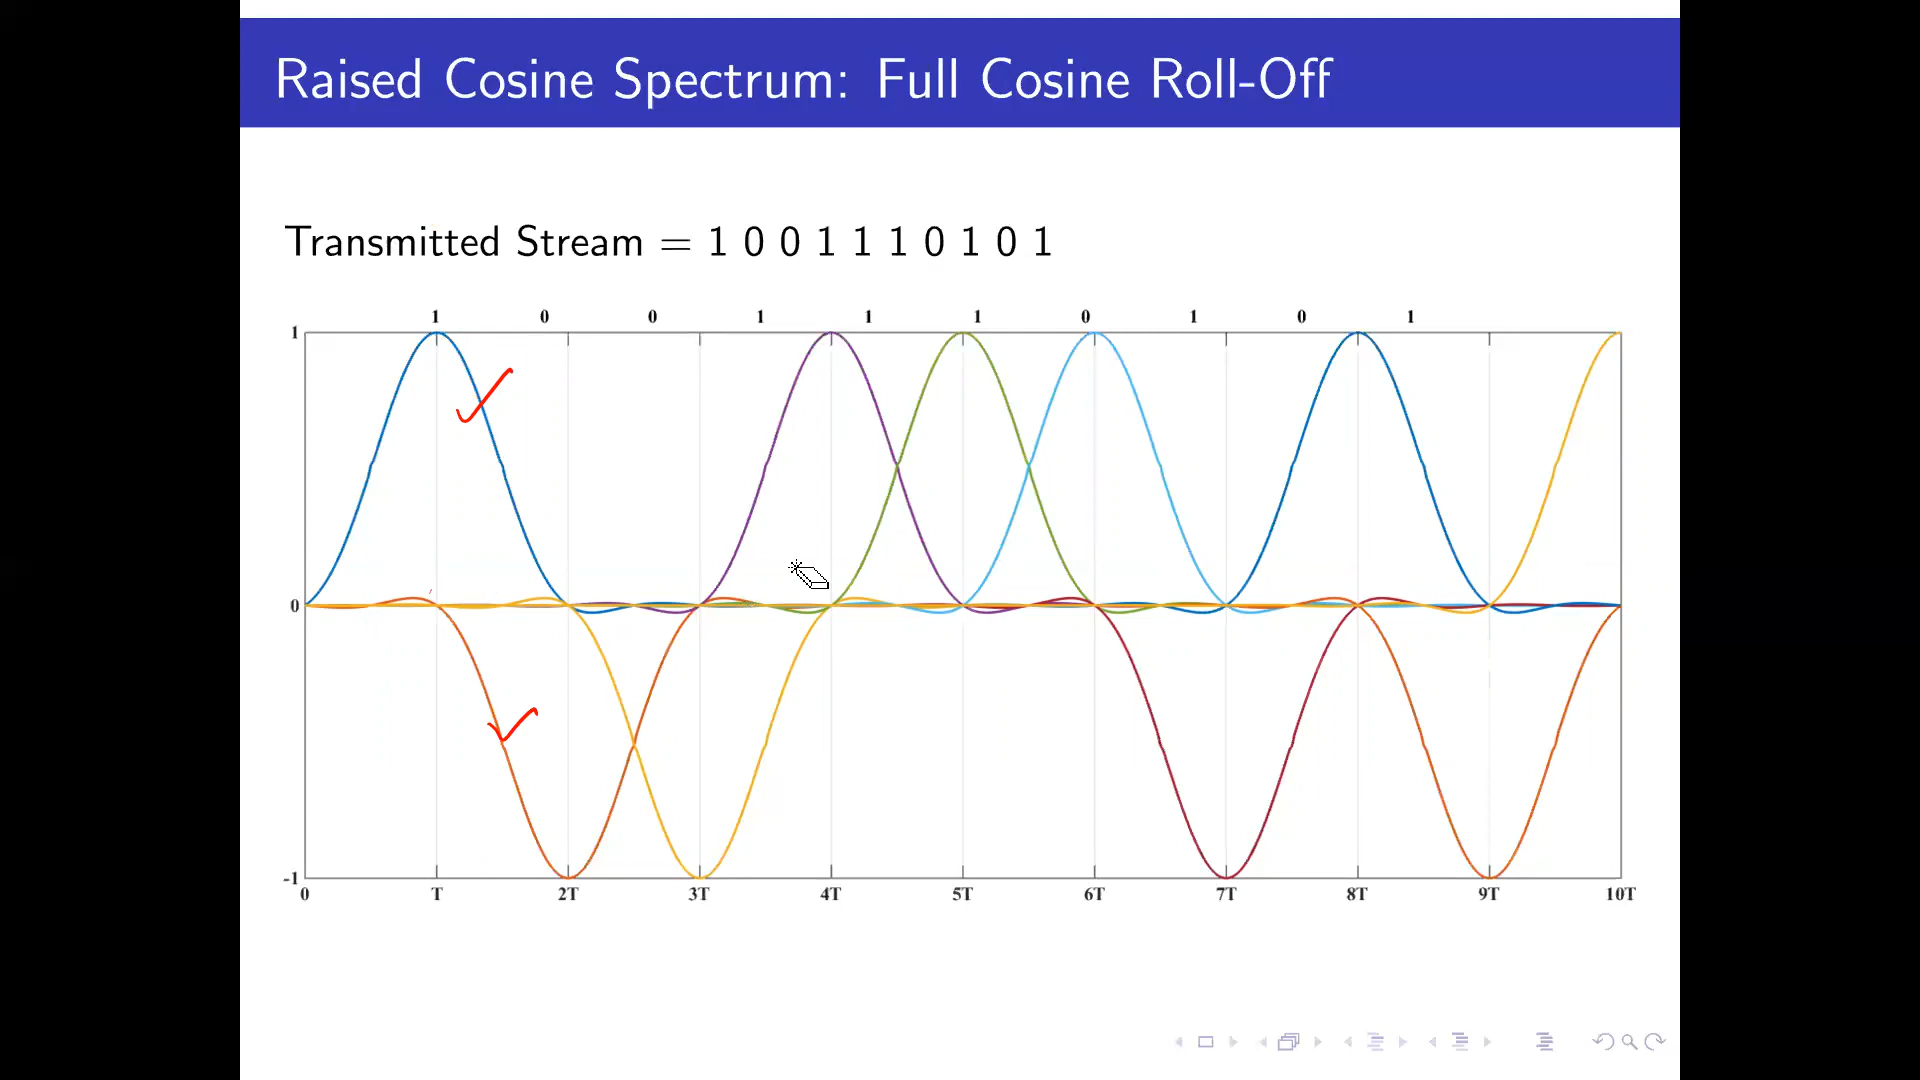 Raised Cosine Spectrum: Full Cosine Roll-Off
Transmitted Stream = 1 0 0 1 1 1 0 1 0 1
1 0 0 1 1 1 0 1 0 1
1
0
-1
0 T 2T 3T 4T 5T 6T 7T 8T 9T 10T